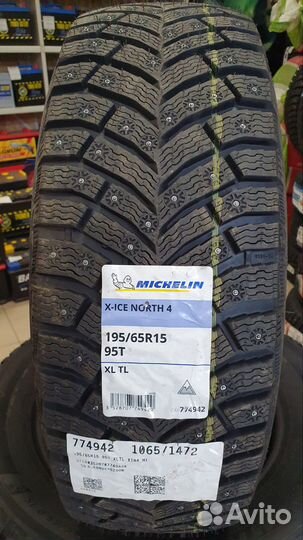 MICHELIN
X-ICE NORTH 4
195/65R15
95T
XL TL
774942
774942 1065/1472
Avito